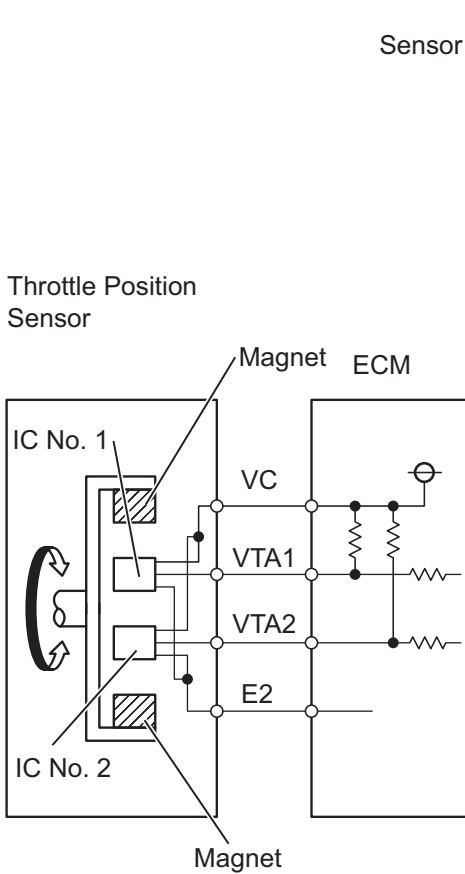 Sensor
Throttle Position
Sensor
Magnet
ECM
IC No. 1
VC
VTA1
VTA2
E2
IC No. 2
Magnet